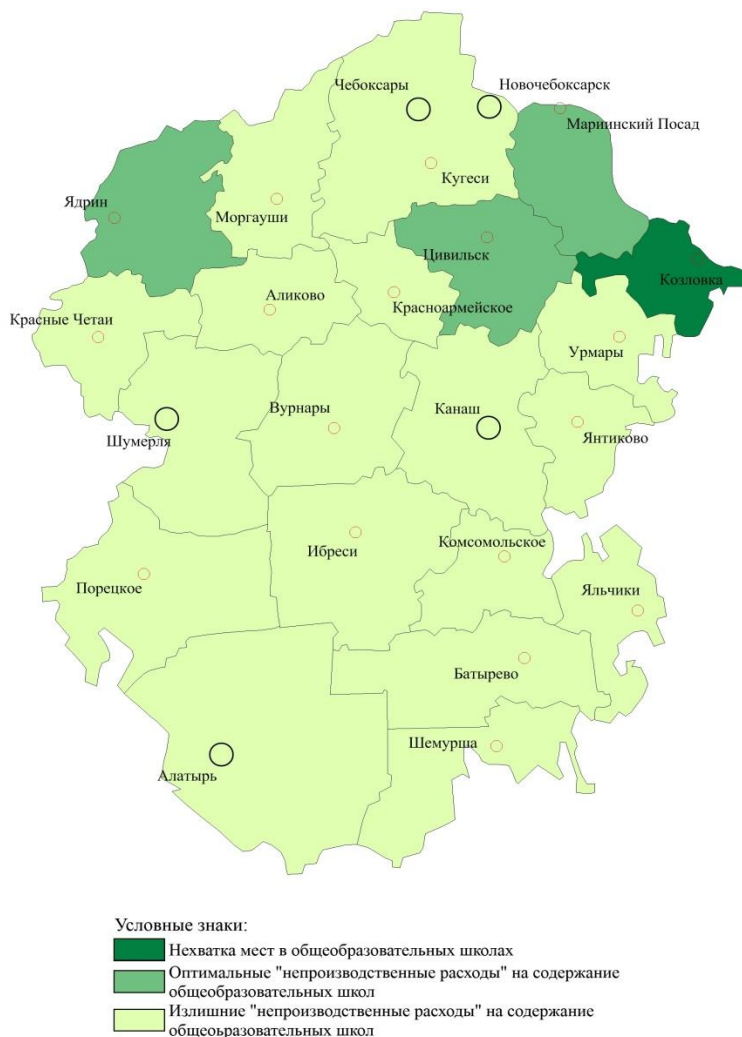 Чебоксары
Новочебоксарск
Мариинский Посад
Кугеси
Ядрин
Моргауши
Цивильск
Козловка
Аликово
Красноармейское
Красные Четаи
Урмары
Вурнары
Канаш
Шумерля
Янтиково
Ибреси
Комсомольское
Порецкое
Яльчики
Батырево
Шемурша
Алатырь
Условные знаки:
Нехватка мест в общеобразовательных школах
Оптимальные "непроизводственные расходы" на содержание
общеобразовательных школ
Излишние "непроизводственные расходы" на содержание
общеоьразовательных школ